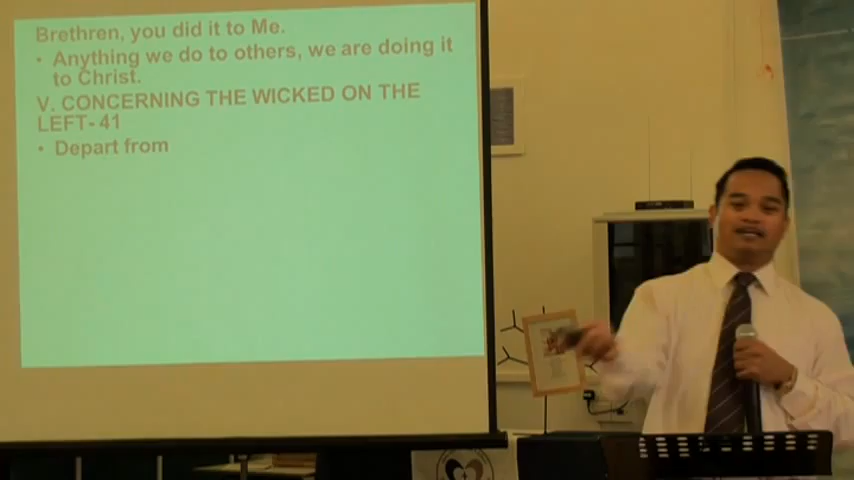 Brethren, you did it to Me.
• Anything we do to others, we are doing it
to Christ.
V. CONCERNING THE WICKED ON THE
LEFT- 41
• Depart from